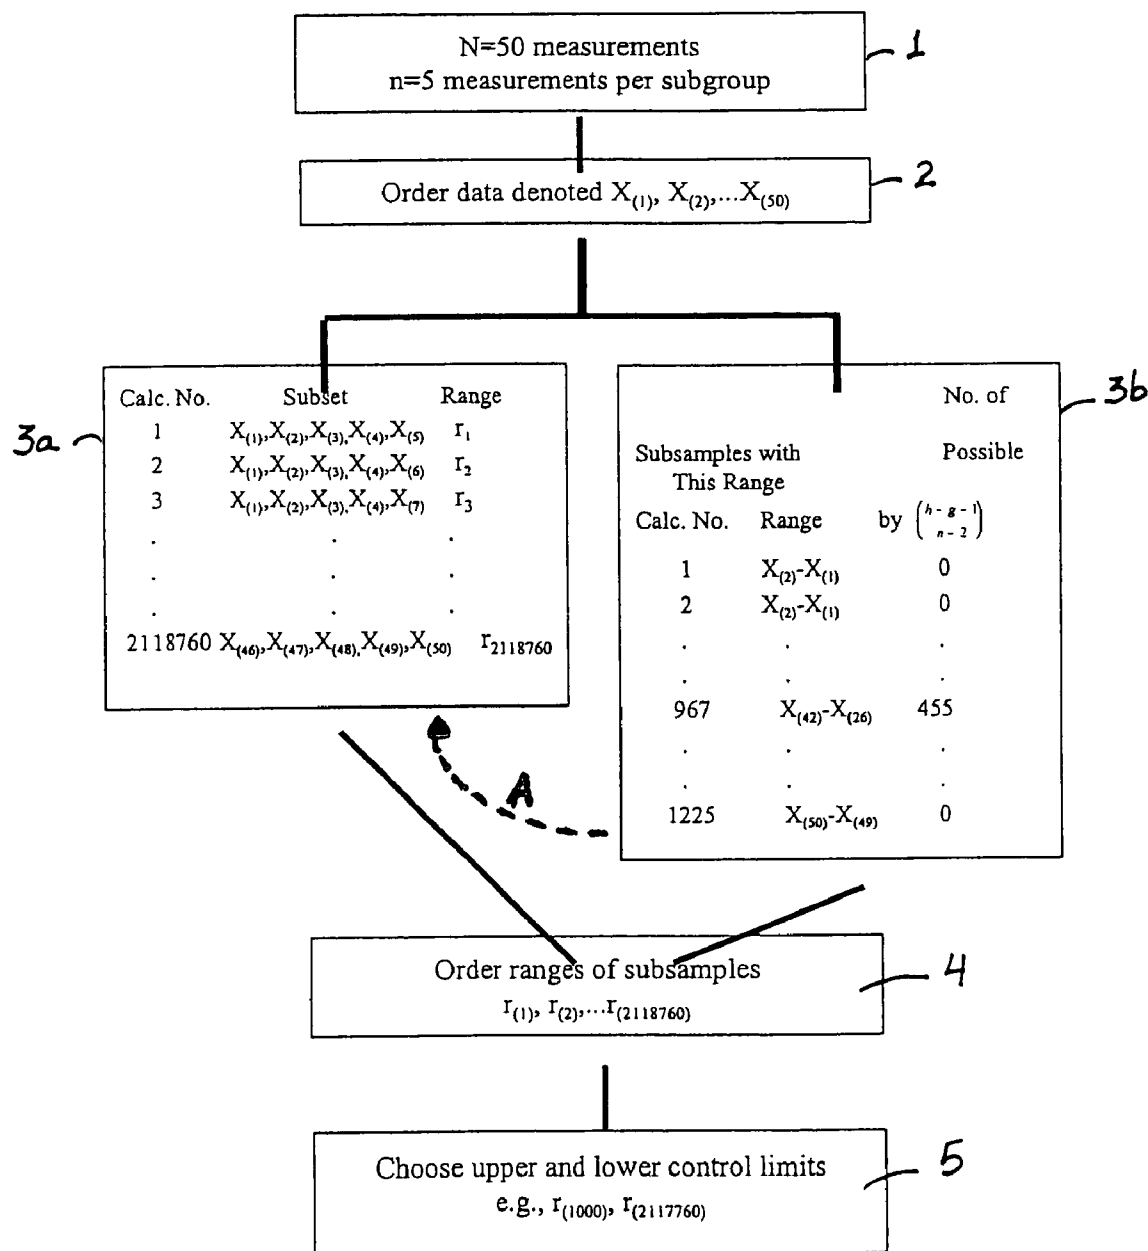 N=50 measurements
n=5 measurements per subgroup
1
Order data denoted X(1), X(2),...X(50)
2
3a
Calc. No. Subset Range
1 X(1),X(2),X(3),X(4),X(5) r1
2 X(1),X(2),X(3),X(4),X(6) r2
3 X(1),X(2),X(3),X(4),X(7) r3
. . .
. . .
. . .
2118760 X(46),X(47),X(48),X(49),X(50) r2118760
3b
No. of
Subsamples with Possible
This Range
Calc. No. Range by (h-g-1 n-2)
1 X(2)-X(1) 0
2 X(2)-X(1) 0
. . .
. . .
967 X(42)-X(26) 455
. . .
. . .
1225 X(50)-X(49) 0
A
Order ranges of subsamples
r(1), r(2),...r(2118760)
4
Choose upper and lower control limits
e.g., r(1000), r(2117760)
5